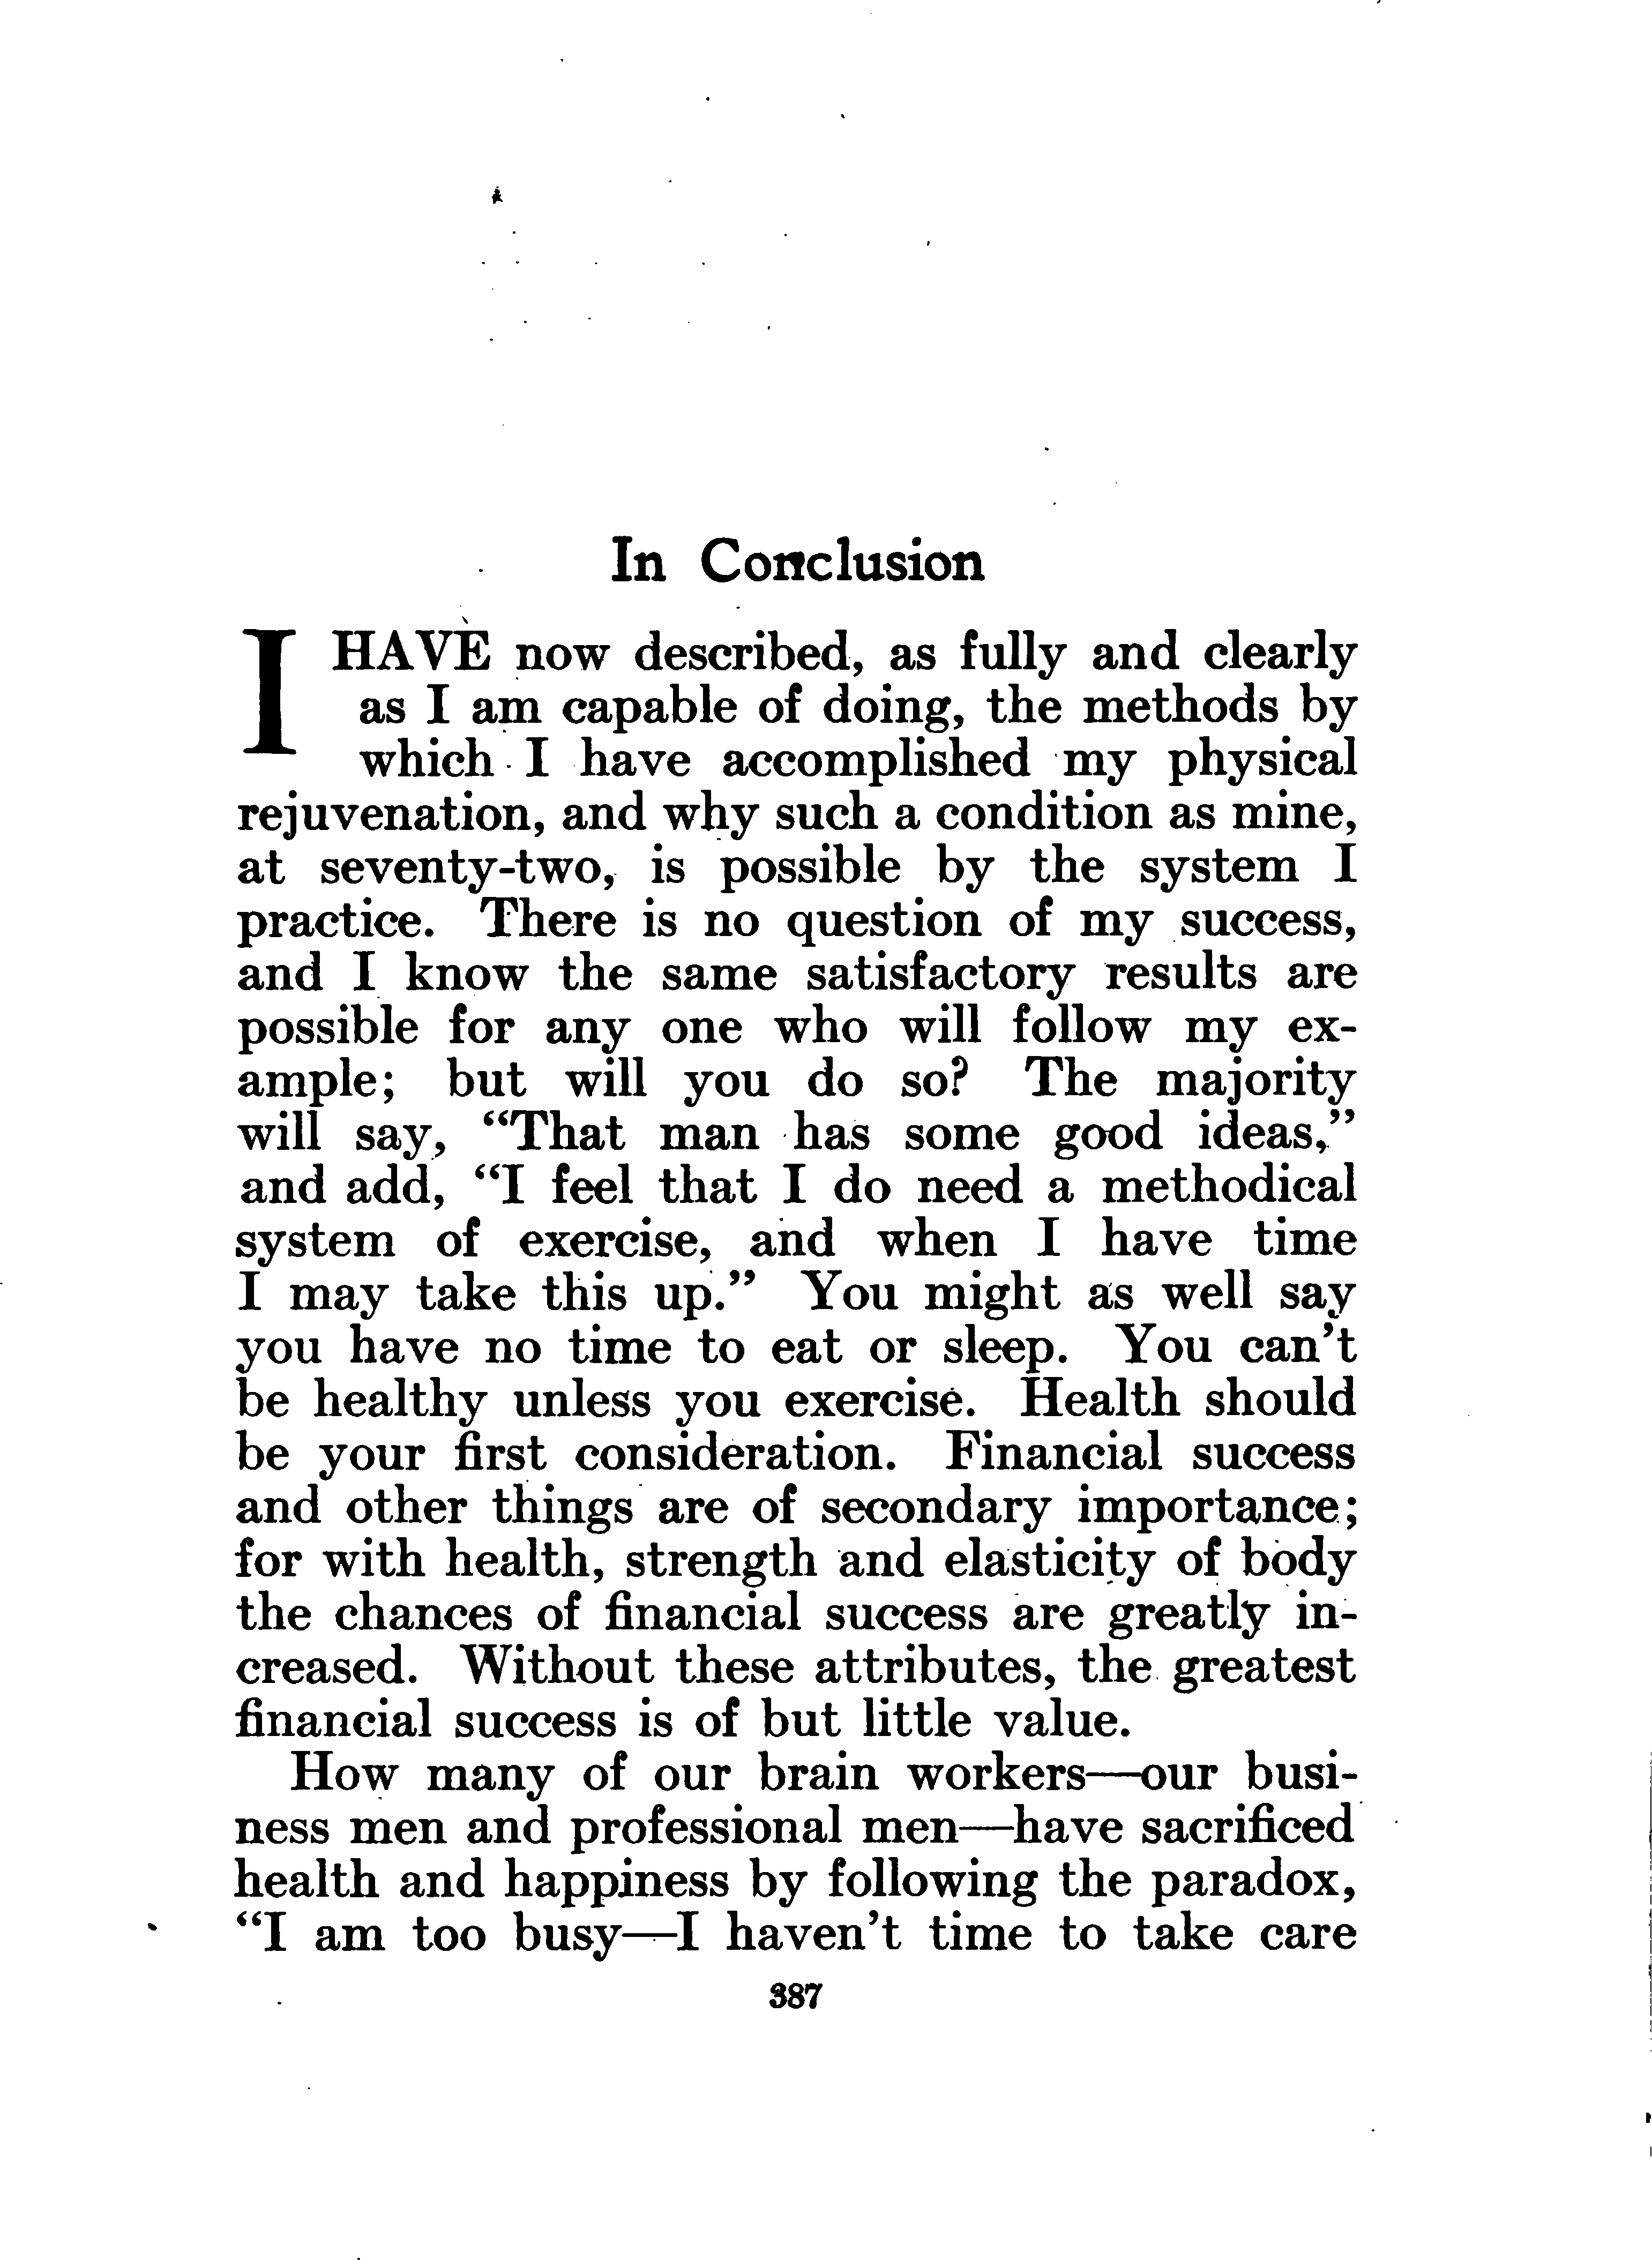 In Conclusion
I HAVE now described, as fully and clearly
as I am capable of doing, the methods by
which I have accomplished my physical
rejuvenation, and why such a condition as mine,
at seventy-two, is possible by the system I
practice. There is no question of my success,
and I know the same satisfactory results are
possible for any one who will follow my ex-
ample; but will you do so? The majority
will say, “That man has some good ideas,”
and add, “I feel that I do need a methodical
system of exercise, and when I have time
I may take this up.” You might as well say
you have no time to eat or sleep. You can't
be healthy unless you exercise. Health should
be your first consideration. Financial success
and other things are of secondary importance;
for with health, strength and elasticity of body
the chances of financial success are greatly in-
creased. Without these attributes, the greatest
financial success is of but little value.
How many of our brain workers—our busi-
ness men and professional men—have sacrificed
health and happiness by following the paradox,
“I am too busy—I haven't time to take care
387